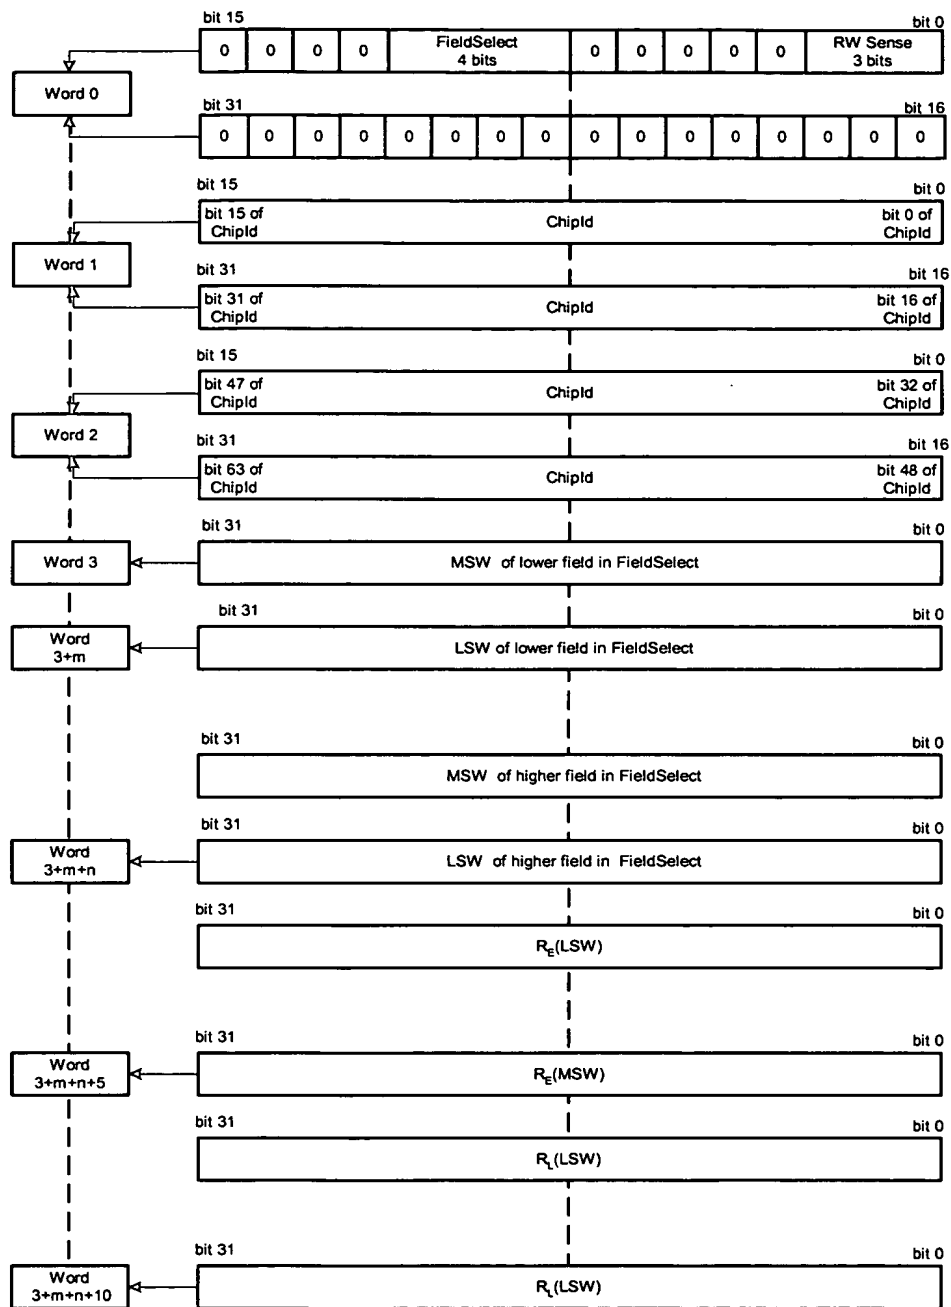 bit 15 bit 0
0 0 0 0 FieldSelect 4 bits 0 0 0 0 0 RW Sense 3 bits
Word 0
bit 31 bit 16
0 0 0 0 0 0 0 0 0 0 0 0 0 0 0 0
bit 15 bit 0
bit 15 of ChipId ChipId bit 0 of ChipId
Word 1
bit 31 bit 16
bit 31 of ChipId ChipId bit 16 of ChipId
bit 15 bit 0
bit 47 of ChipId ChipId bit 32 of ChipId
Word 2
bit 31 bit 16
bit 63 of ChipId ChipId bit 48 of ChipId
bit 31 bit 0
Word 3 MSW of lower field in FieldSelect
bit 31 bit 0
Word 3+m LSW of lower field in FieldSelect
bit 31 bit 0
MSW of higher field in FieldSelect
bit 31 bit 0
Word 3+m+n LSW of higher field in FieldSelect
bit 31 bit 0
R_E(LSW)
bit 31 bit 0
Word 3+m+n+5 R_E(MSW)
bit 31 bit 0
R_L(LSW)
bit 31 bit 0
Word 3+m+n+10 R_L(LSW)